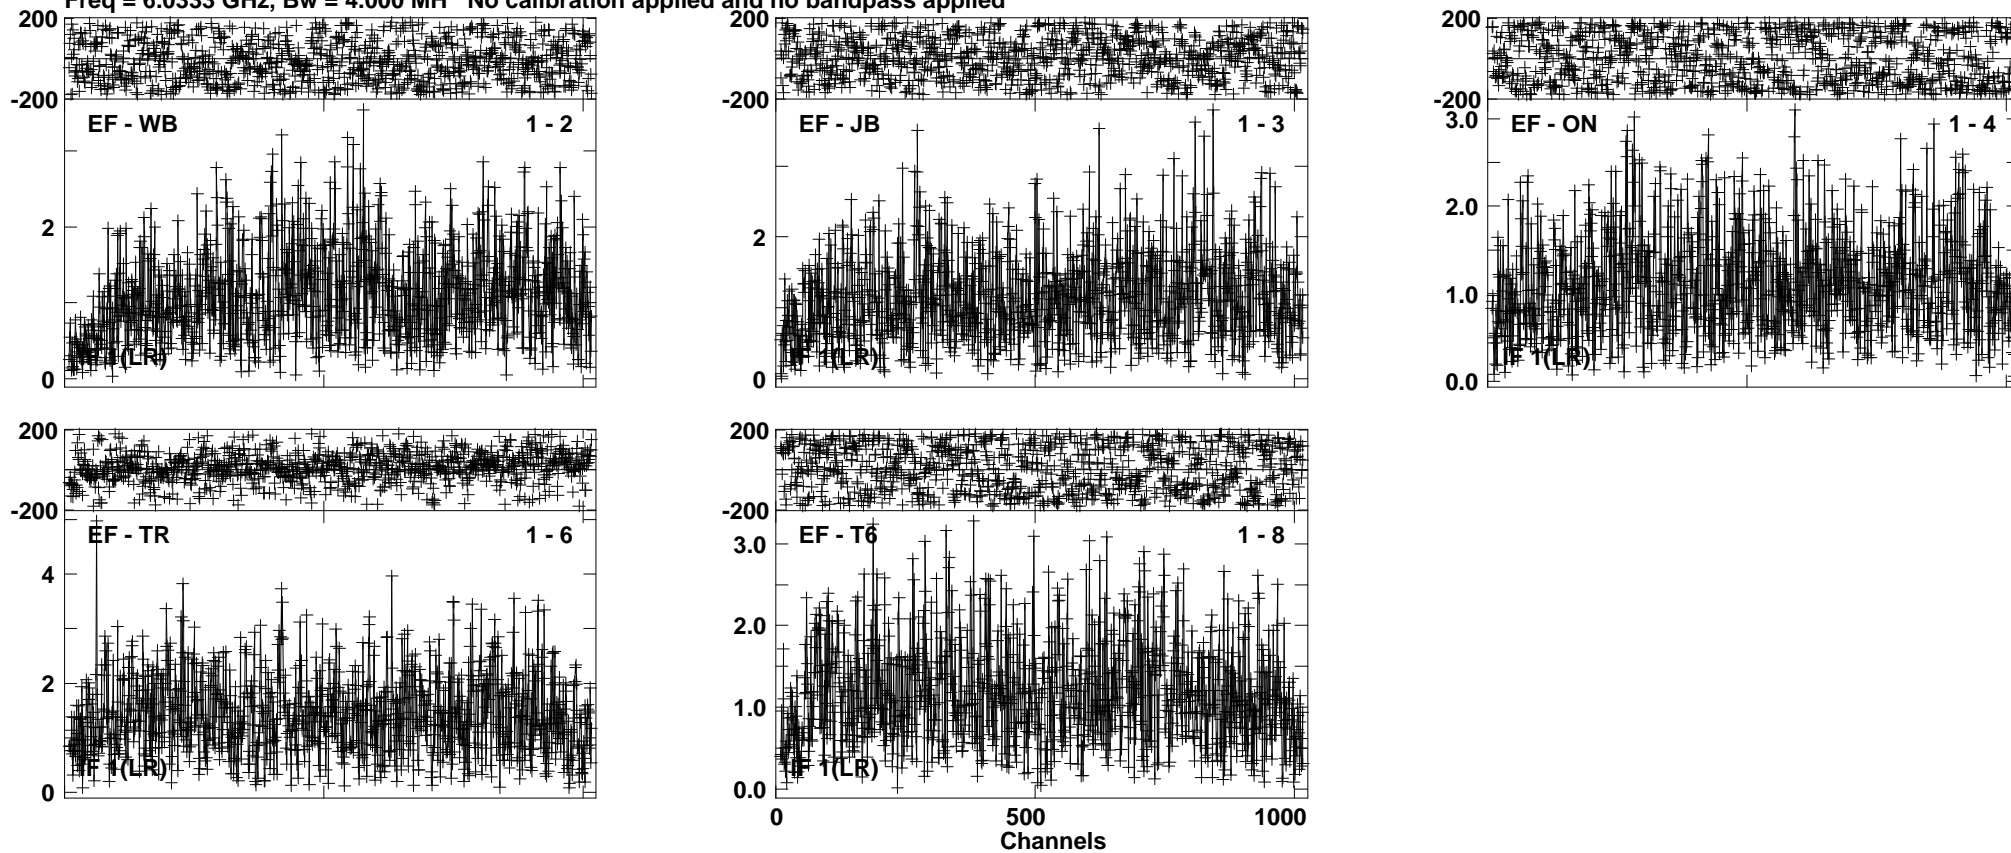 Freq = 6.0333 GHz, Bw = 4.000 MH No calibration applied and no bandpass applied
200 200 200
-200 -200 -200
EF - WB 1 - 2 EF - JB 1 - 3 3.0 EF - ON 1 - 4
2 2 2.0
1.0
IF 1(LR) IF 1(LR) IF 1(LR)
0 0 0.0
200 200
-200 -200
EF - TR 1 - 6 EF - T6 1 - 8
4 3.0
2 2.0
1.0
IF 1(LR) IF 1(LR)
0 0.0
0 500 1000
Channels